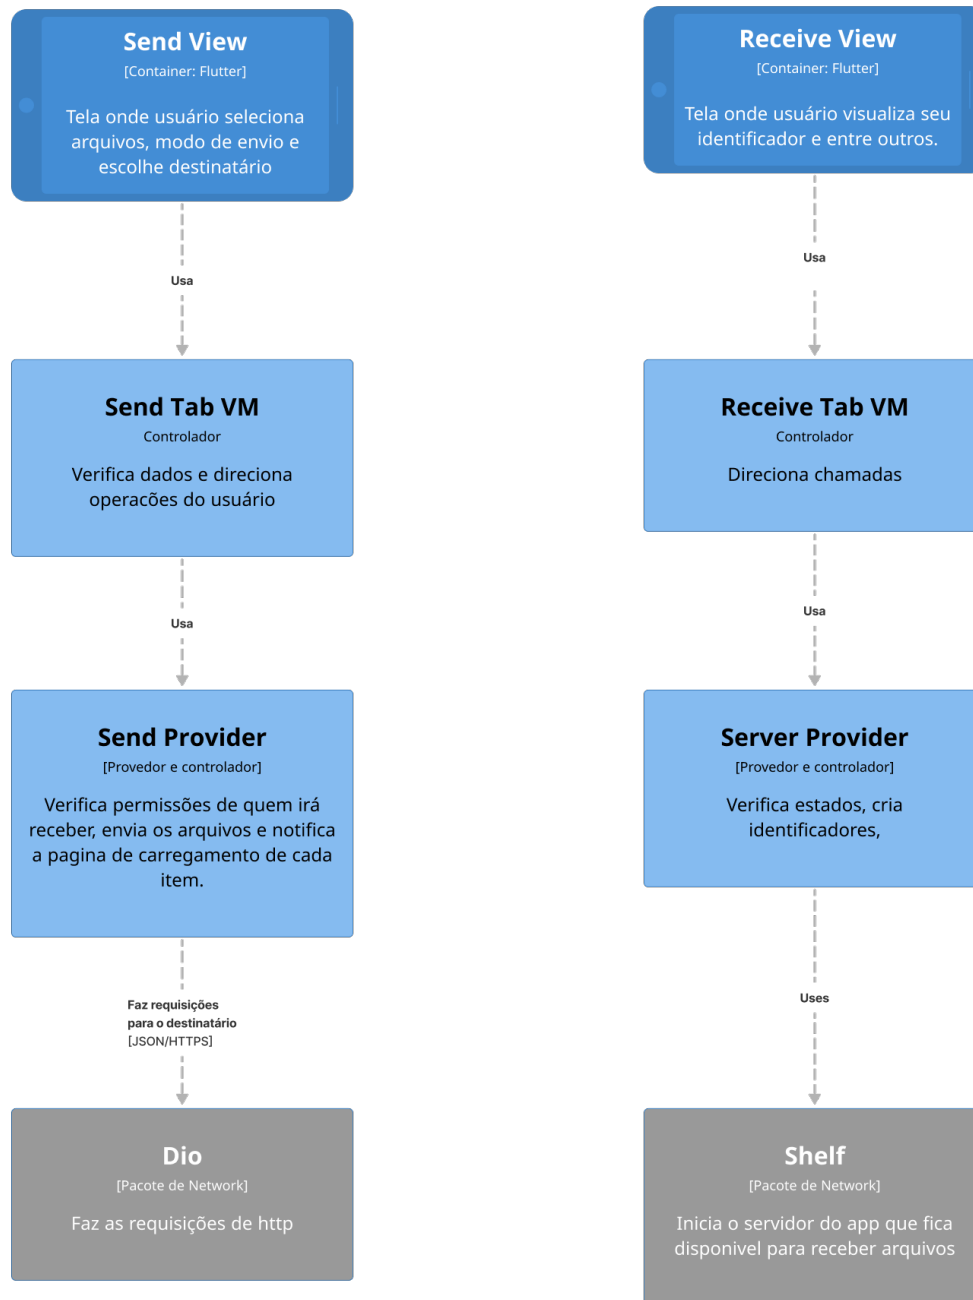 Send View
[Container: Flutter]
Tela onde usuário seleciona
arquivos, modo de envio e
escolhe destinatário
Usa
Send Tab VM
Controlador
Verifica dados e direciona
operacões do usuário
Usa
Send Provider
[Provedor e controlador]
Verifica permissões de quem irá
receber, envia os arquivos e notifica
a pagina de carregamento de cada
item.
Faz requisições
para o destinatário
[JSON/HTTPS]
Dio
[Pacote de Network]
Faz as requisições de http
Receive View
[Container: Flutter]
Tela onde usuário visualiza seu
identificador e entre outros.
Usa
Receive Tab VM
Controlador
Direciona chamadas
Usa
Server Provider
[Provedor e controlador]
Verifica estados, cria
identificadores,
Uses
Shelf
[Pacote de Network]
Inicia o servidor do app que fica
disponivel para receber arquivos